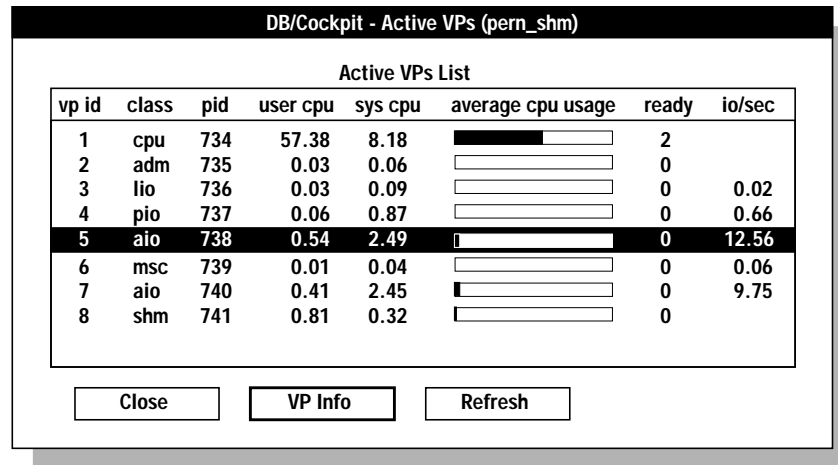 DB/Cockpit - Active VPs (pern_shm)
Active VPs List
vp id class pid user cpu sys cpu average cpu usage ready io/sec
1 cpu 734 57.38 8.18 2
2 adm 735 0.03 0.06 0
3 lio 736 0.03 0.09 0 0.02
4 pio 737 0.06 0.87 0 0.66
5 aio 738 0.54 2.49 0 12.56
6 msc 739 0.01 0.04 0 0.06
7 aio 740 0.41 2.45 0 9.75
8 shm 741 0.81 0.32 0
Close VP Info Refresh